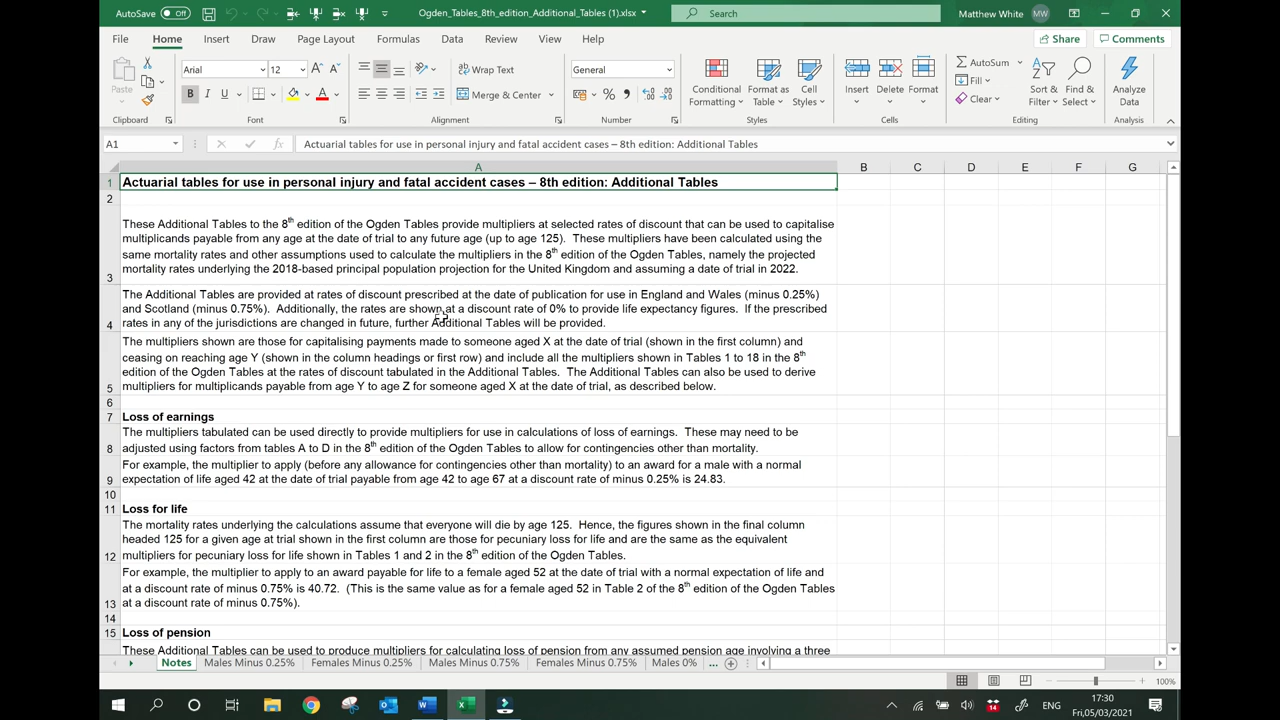 AutoSave Off
Ogden_Tables_8th_edition_Additional_Tables (1).xlsx
Search
Matthew White MW
File Home Insert Draw Page Layout Formulas Data Review View Help Share Comments
Paste
Clipboard
Arial 12
B I U
Font
Wrap Text
Merge & Center
Alignment
General
Number
Conditional Formatting
Format as Table
Cell Styles
Styles
Insert Delete Format
Cells
AutoSum
Fill
Clear
Sort & Filter
Find & Select
Editing
Analyze Data
Analysis
A1 fx Actuarial tables for use in personal injury and fatal accident cases – 8th edition: Additional Tables
A B C D E F G
1 Actuarial tables for use in personal injury and fatal accident cases – 8th edition: Additional Tables
2
These Additional Tables to the 8th edition of the Ogden Tables provide multipliers at selected rates of discount that can be used to capitalise
multiplicands payable from any age at the date of trial to any future age (up to age 125). These multipliers have been calculated using the
same mortality rates and other assumptions used to calculate the multipliers in the 8th edition of the Ogden Tables, namely the projected
mortality rates underlying the 2018-based principal population projection for the United Kingdom and assuming a date of trial in 2022.
3
The Additional Tables are provided at rates of discount prescribed at the date of publication for use in England and Wales (minus 0.25%)
and Scotland (minus 0.75%). Additionally, the rates are shown at a discount rate of 0% to provide life expectancy figures. If the prescribed
4 rates in any of the jurisdictions are changed in future, further Additional Tables will be provided.
The multipliers shown are those for capitalising payments made to someone aged X at the date of trial (shown in the first column) and
ceasing on reaching age Y (shown in the column headings or first row) and include all the multipliers shown in Tables 1 to 18 in the 8th
edition of the Ogden Tables at the rates of discount tabulated in the Additional Tables. The Additional Tables can also be used to derive
5 multipliers for multiplicands payable from age Y to age Z for someone aged X at the date of trial, as described below.
6
7 Loss of earnings
The multipliers tabulated can be used directly to provide multipliers for use in calculations of loss of earnings. These may need to be
8 adjusted using factors from tables A to D in the 8th edition of the Ogden Tables to allow for contingencies other than mortality.
For example, the multiplier to apply (before any allowance for contingencies other than mortality) to an award for a male with a normal
9 expectation of life aged 42 at the date of trial payable from age 42 to age 67 at a discount rate of minus 0.25% is 24.83.
10
11 Loss for life
The mortality rates underlying the calculations assume that everyone will die by age 125. Hence, the figures shown in the final column
headed 125 for a given age at trial shown in the first column are those for pecuniary loss for life and are the same as the equivalent
12 multipliers for pecuniary loss for life shown in Tables 1 and 2 in the 8th edition of the Ogden Tables.
For example, the multiplier to apply to an award payable for life to a female aged 52 at the date of trial with a normal expectation of life and
at a discount rate of minus 0.75% is 40.72. (This is the same value as for a female aged 52 in Table 2 of the 8th edition of the Ogden Tables
13 at a discount rate of minus 0.75%).
14
15 Loss of pension
These Additional Tables can be used to produce multipliers for calculating loss of pension from any assumed pension age involving a three
Notes Males Minus 0.25% Females Minus 0.25% Males Minus 0.75% Females Minus 0.75% Males 0% ...
100%
ENG
17:30
Fri,05/03/2021